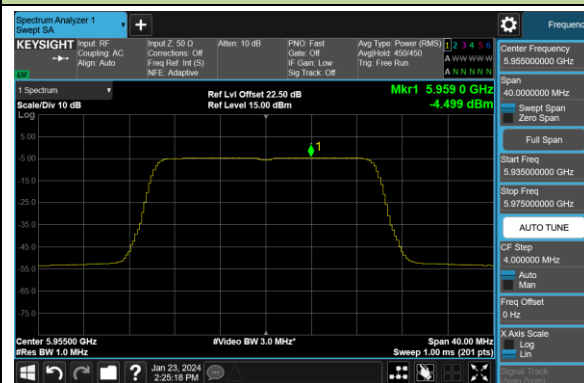 Spectrum Analyzer 1
Swept SA
Frequenc
KEYSIGHT
Input: RF
Coupling: AC
Align: Auto
Input Z: 50 Ω
Corrections: Off
Freq Ref: Int (S)
NFE: Adaptive
Atten: 10 dB
PNO: Fast
Gate: Off
IF Gain: Low
Sig Track: Off
Avg Type: Power (RMS)
Avg|Hold: 450/450
Trig: Free Run
1 2 3 4 5 6
A W W W W W
A N N N N N
LXI
1 Spectrum
Scale/Div 10 dB
Log
Ref Lvl Offset 22.50 dB
Ref Level 15.00 dBm
Mkr1 5.959 0 GHz
-4.499 dBm
1
5.00
-5.00
-15.0
-25.0
-35.0
-45.0
-55.0
-65.0
-75.0
Center 5.95500 GHz
#Res BW 1.0 MHz
#Video BW 3.0 MHz*
Span 40.00 MHz
Sweep 1.00 ms (201 pts)
Center Frequency
5.955000000 GHz
Span
40.0000000 MHz
Swept Span
Zero Span
Full Span
Start Freq
5.935000000 GHz
Stop Freq
5.975000000 GHz
AUTO TUNE
CF Step
4.000000 MHz
Auto
Man
Freq Offset
0 Hz
X Axis Scale
Log
Lin
Signal Track
(Span Zoom)
Jan 23, 2024
2:25:18 PM